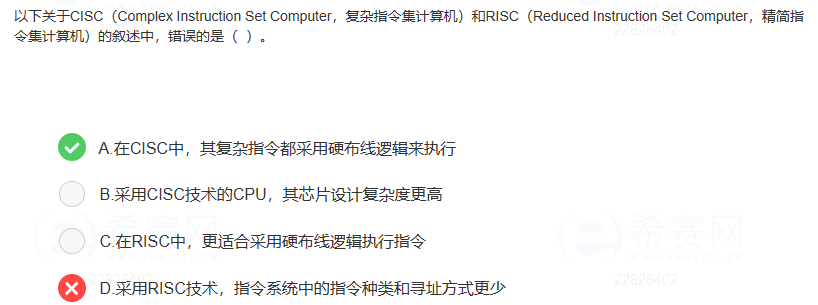 以下关于CISC（Complex Instruction Set Computer，复杂指令集计算机）和RISC（Reduced Instruction Set Computer，精简指
令集计算机）的叙述中，错误的是（ ）。
22826402
A.在CISC中，其复杂指令都采用硬布线逻辑来执行
B.采用CISC技术的CPU，其芯片设计复杂度更高
希赛网
希赛网
C.在RISC中，更适合采用硬布线逻辑执行指令
WWW.EDUCITY.CN
WWW.EDUCITY.CN
22826402
22826402
D.采用RISC技术，指令系统中的指令种类和寻址方式更少